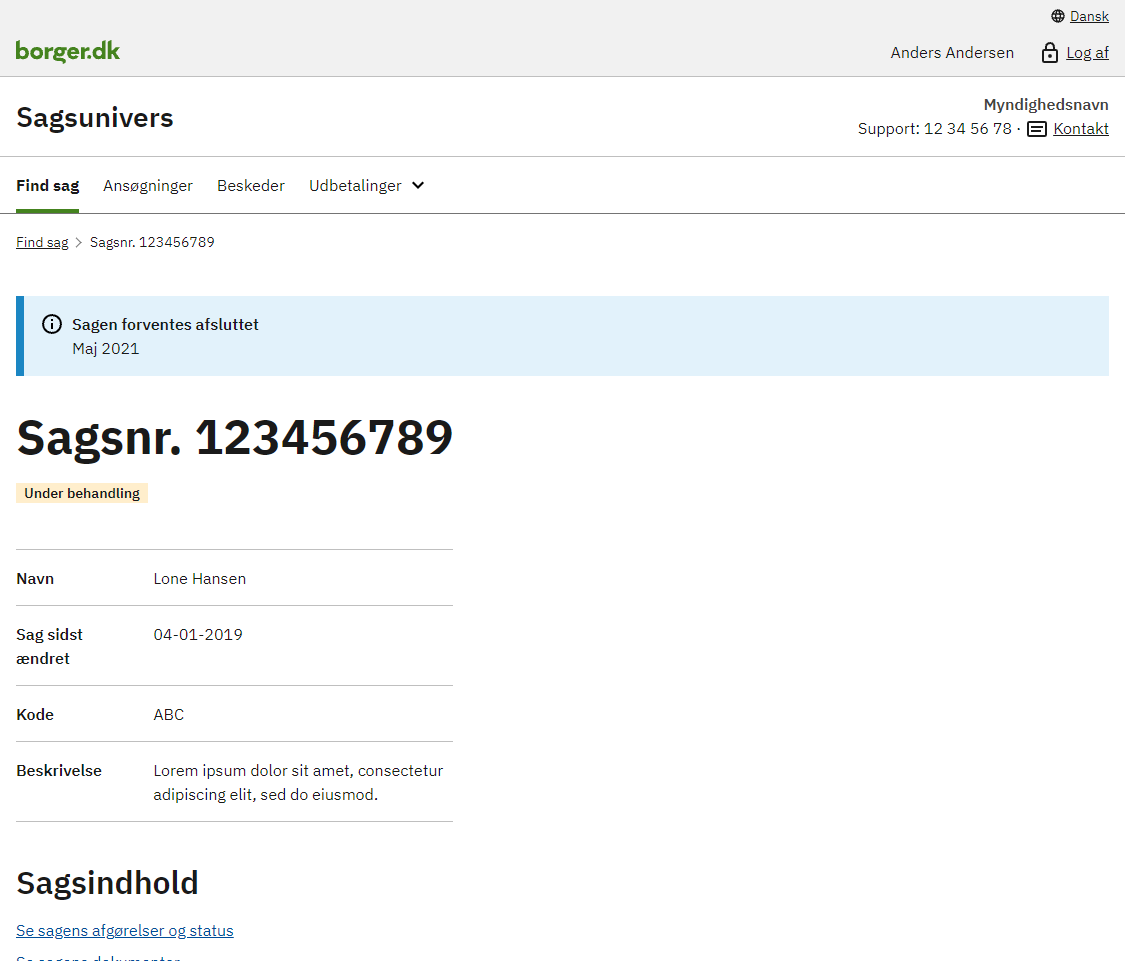 Dansk
borger.dk
Anders Andersen
Log af
Sagsunivers
Myndighedsnavn
Support: 12 34 56 78 · Kontakt
Find sag
Ansøgninger
Beskeder
Udbetalinger
Find sag > Sagsnr. 123456789
Sagen forventes afsluttet
Maj 2021
Sagsnr. 123456789
Under behandling
Navn
Lone Hansen
Sag sidst
ændret
04-01-2019
Kode
ABC
Beskrivelse
Lorem ipsum dolor sit amet, consectetur
adipiscing elit, sed do eiusmod.
Sagsindhold
Se sagens afgørelser og status
Se sagens dokumenter